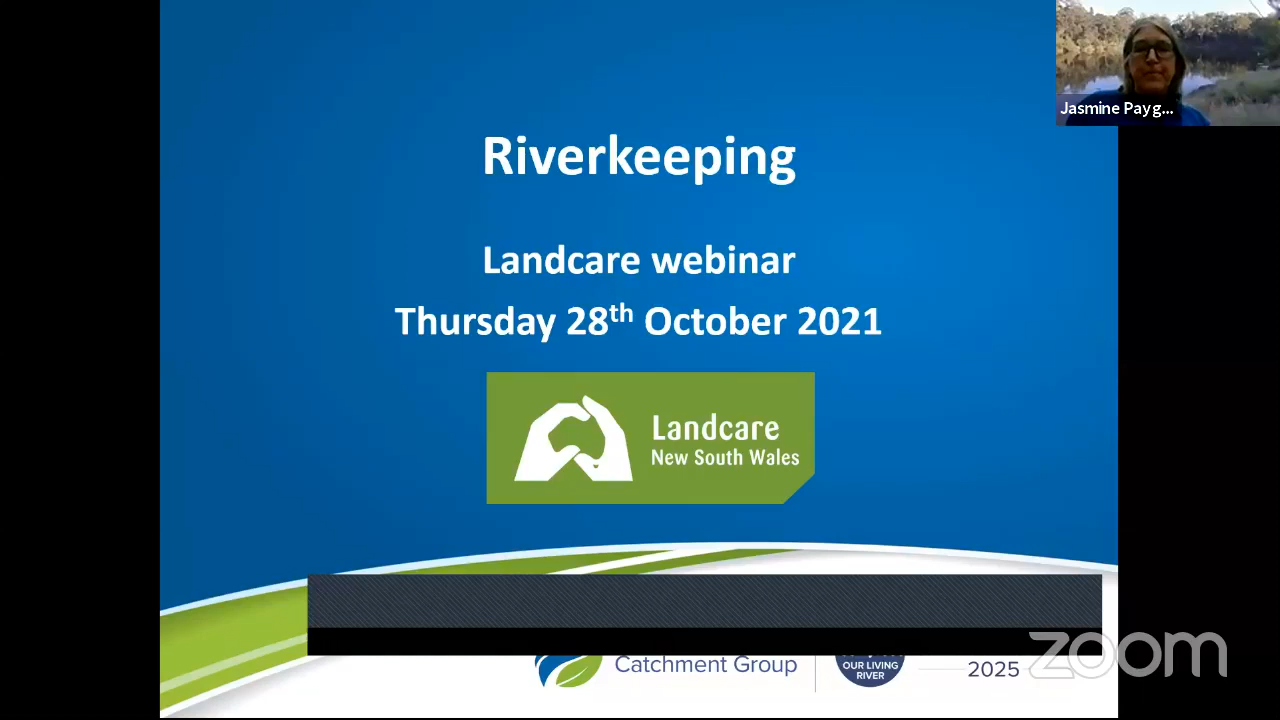 Jasmine Payg...
Riverkeeping
Landcare webinar
Thursday 28th October 2021
Landcare
New South Wales
Catchment Group
OUR LIVING
RIVER
2025
zoom